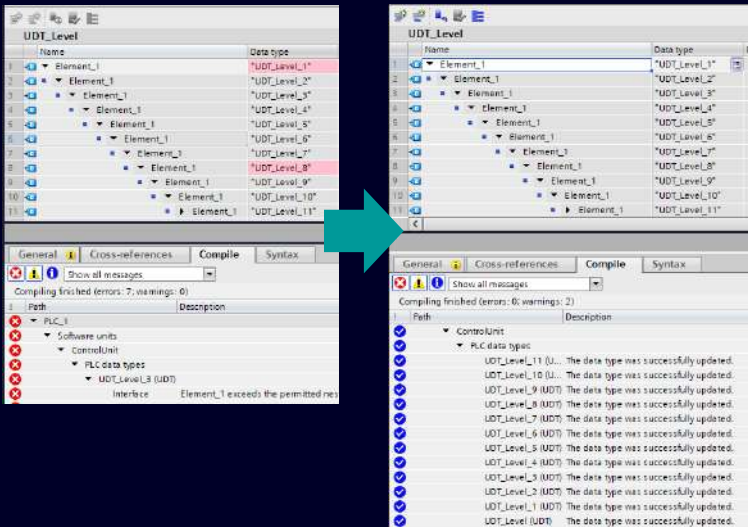 UDT_Level
Name Data type
1 Element_1 "UDT_Level_1"
2 Element_1 "UDT_Level_2"
3 Element_1 "UDT_Level_3"
4 Element_1 "UDT_Level_4"
5 Element_1 "UDT_Level_5"
6 Element_1 "UDT_Level_6"
7 Element_1 "UDT_Level_7"
8 Element_1 "UDT_Level_8"
9 Element_1 "UDT_Level_9"
10 Element_1 "UDT_Level_10"
11 Element_1 "UDT_Level_11"
General Cross-references Compile Syntax
Show all messages
Compiling finished (errors: 7; warnings: 0)
! Path Description
PLC_1
Software units
ControlUnit
PLC data types
UDT_Level_3 (UDT)
Interface Element_1 exceeds the permitted nes
UDT_Level
Name Data type
1 Element_1 "UDT_Level_1"
2 Element_1 "UDT_Level_2"
3 Element_1 "UDT_Level_3"
4 Element_1 "UDT_Level_4"
5 Element_1 "UDT_Level_5"
6 Element_1 "UDT_Level_6"
7 Element_1 "UDT_Level_7"
8 Element_1 "UDT_Level_8"
9 Element_1 "UDT_Level_9"
10 Element_1 "UDT_Level_10"
11 Element_1 "UDT_Level_11"
General Cross-references Compile Syntax
Show all messages
Compiling finished (errors: 0; warnings: 2)
! Path Description
ControlUnit
PLC data types
UDT_Level_11 (U... The data type was successfully updated.
UDT_Level_10 (U... The data type was successfully updated.
UDT_Level_9 (UDT) The data type was successfully updated.
UDT_Level_8 (UDT) The data type was successfully updated.
UDT_Level_7 (UDT) The data type was successfully updated.
UDT_Level_6 (UDT) The data type was successfully updated.
UDT_Level_5 (UDT) The data type was successfully updated.
UDT_Level_4 (UDT) The data type was successfully updated.
UDT_Level_3 (UDT) The data type was successfully updated.
UDT_Level_2 (UDT) The data type was successfully updated.
UDT_Level_1 (UDT) The data type was successfully updated.
UDT_Level (UDT) The data type was successfully updated.